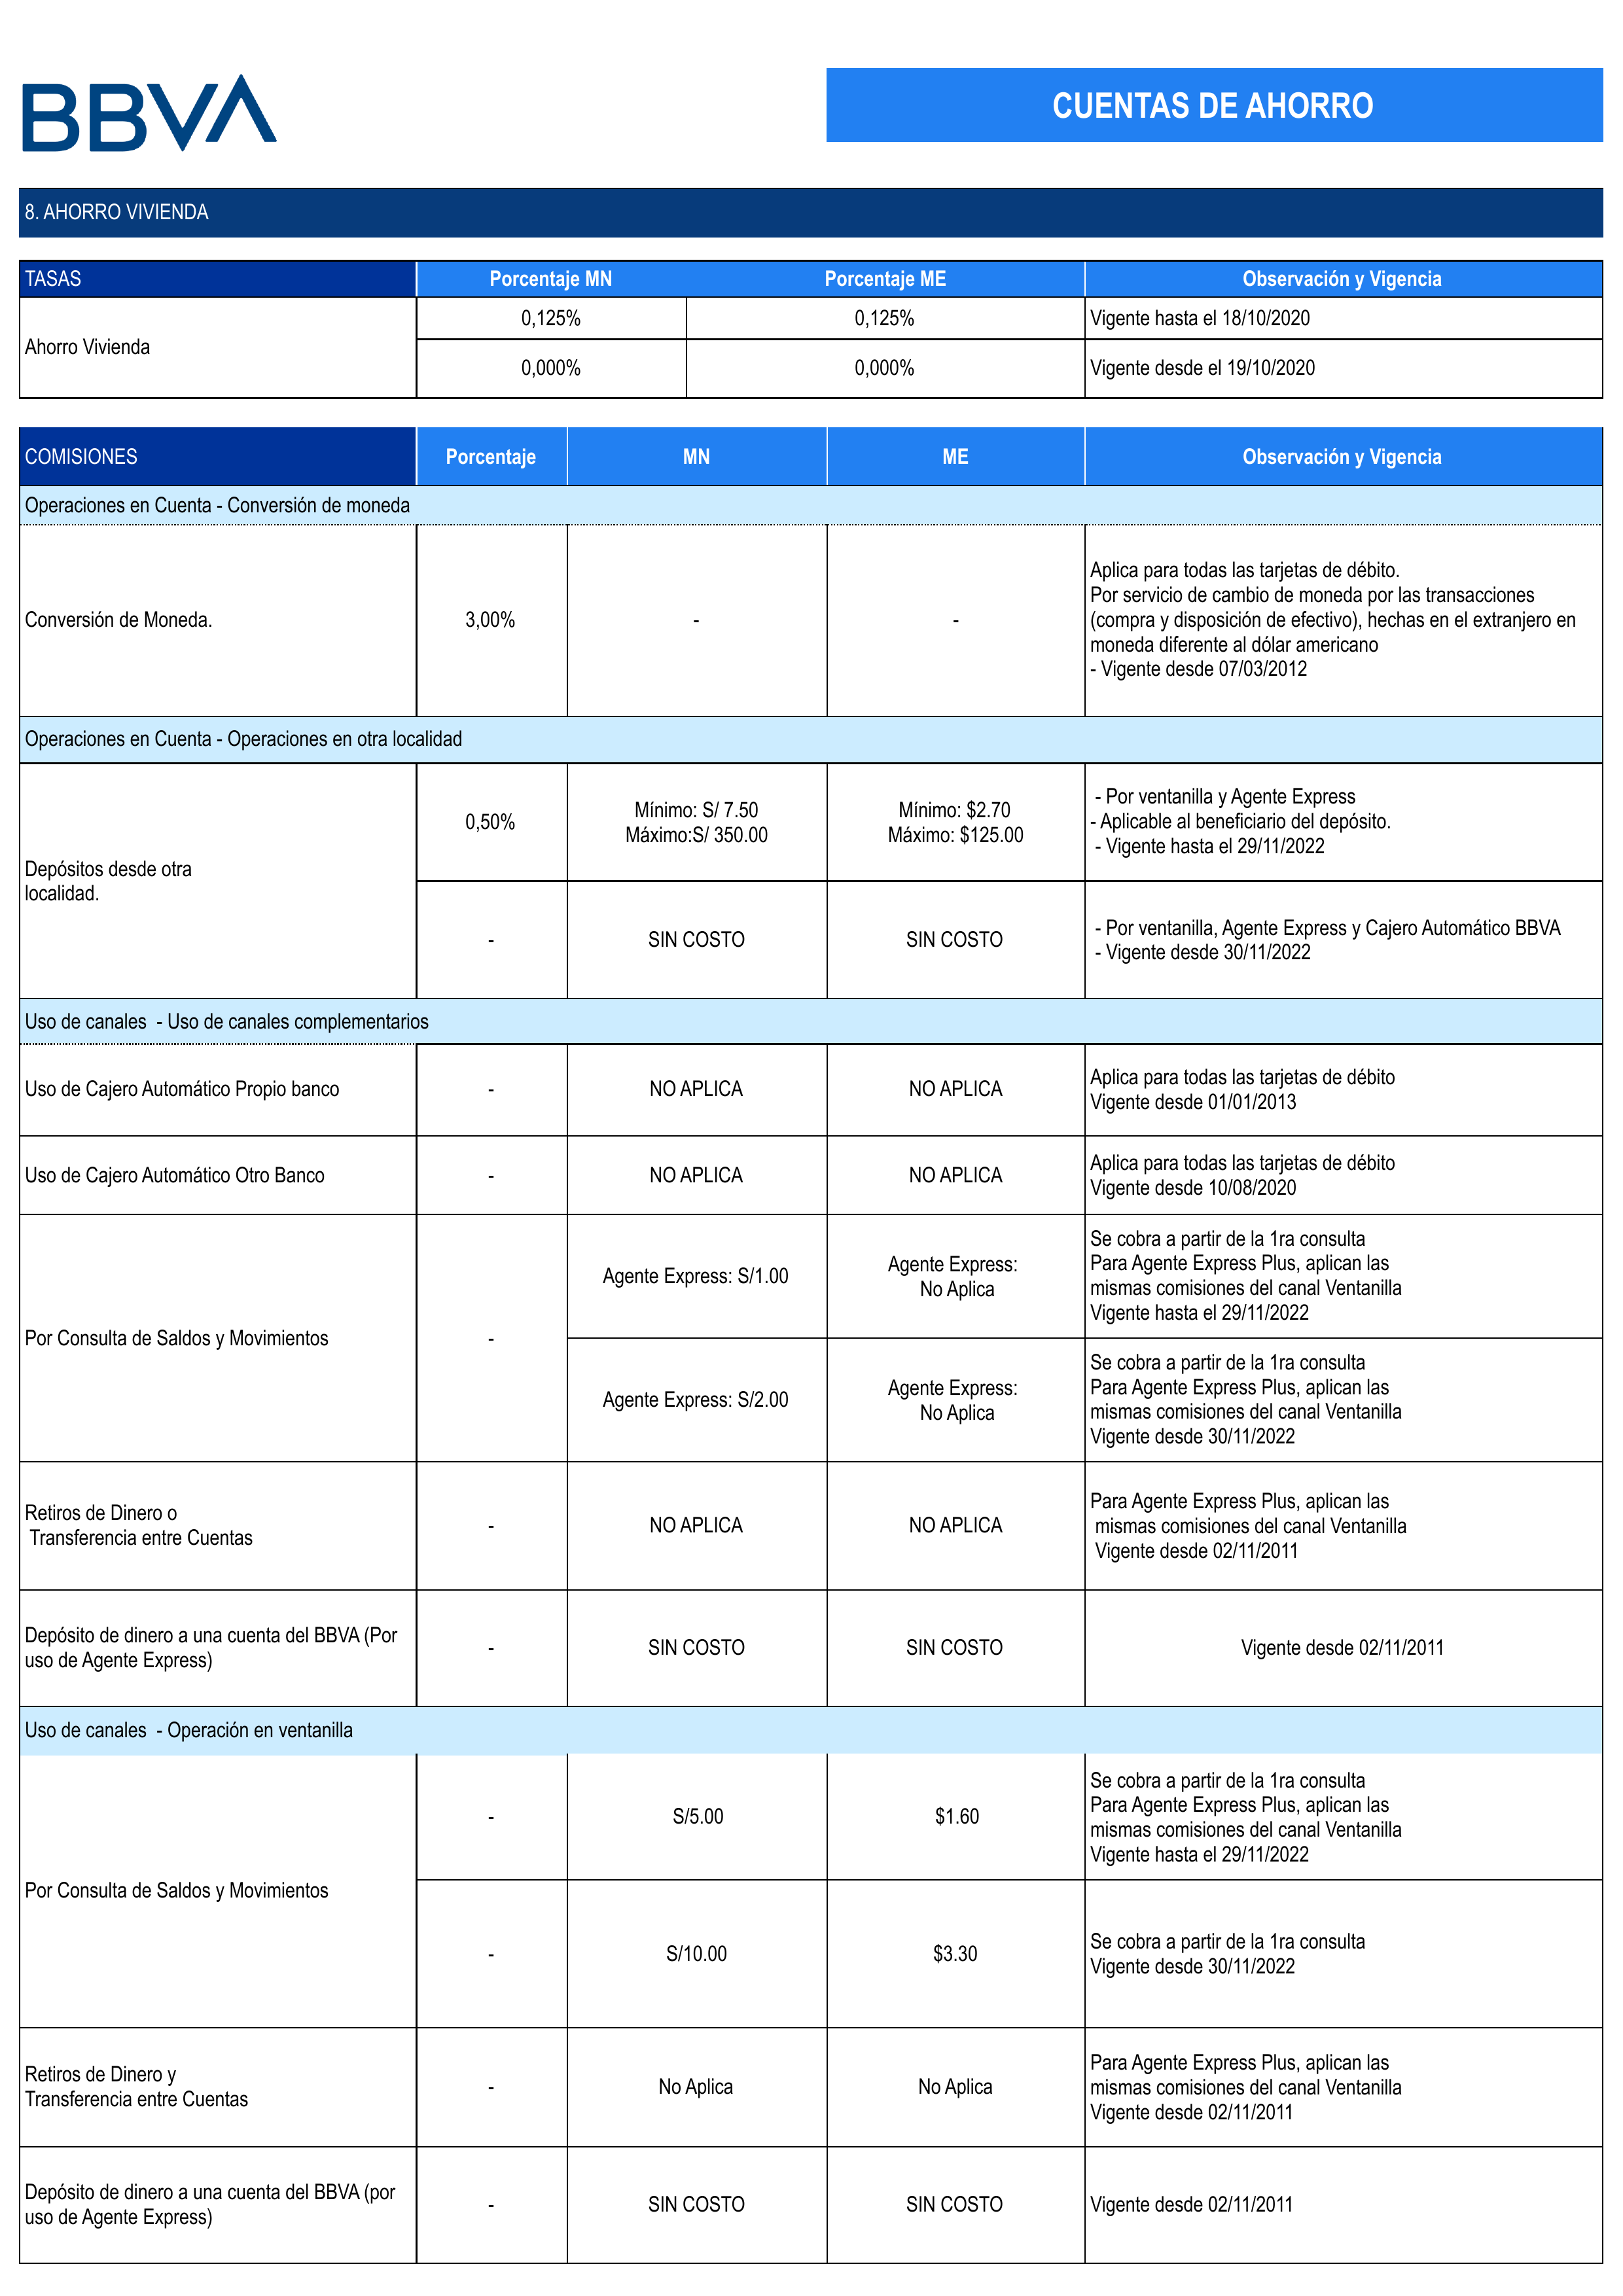 BBVA
CUENTAS DE AHORRO
8. AHORRO VIVIENDA
TASAS
Porcentaje MN
Porcentaje ME
Observación y Vigencia
Ahorro Vivienda
0,125%
0,125%
Vigente hasta el 18/10/2020
0,000%
0,000%
Vigente desde el 19/10/2020
COMISIONES
Porcentaje
MN
ME
Observación y Vigencia
Operaciones en Cuenta - Conversión de moneda
Conversión de Moneda.
3,00%
-
-
Aplica para todas las tarjetas de débito.
Por servicio de cambio de moneda por las transacciones
(compra y disposición de efectivo), hechas en el extranjero en
moneda diferente al dólar americano
- Vigente desde 07/03/2012
Operaciones en Cuenta - Operaciones en otra localidad
Depósitos desde otra
localidad.
0,50%
Mínimo: S/ 7.50
Máximo:S/ 350.00
Mínimo: $2.70
Máximo: $125.00
- Por ventanilla y Agente Express
- Aplicable al beneficiario del depósito.
- Vigente hasta el 29/11/2022
-
SIN COSTO
SIN COSTO
- Por ventanilla, Agente Express y Cajero Automático BBVA
- Vigente desde 30/11/2022
Uso de canales  - Uso de canales complementarios
Uso de Cajero Automático Propio banco
-
NO APLICA
NO APLICA
Aplica para todas las tarjetas de débito
Vigente desde 01/01/2013
Uso de Cajero Automático Otro Banco
-
NO APLICA
NO APLICA
Aplica para todas las tarjetas de débito
Vigente desde 10/08/2020
Por Consulta de Saldos y Movimientos
-
Agente Express: S/1.00
Agente Express:
No Aplica
Se cobra a partir de la 1ra consulta
Para Agente Express Plus, aplican las
mismas comisiones del canal Ventanilla
Vigente hasta el 29/11/2022
Agente Express: S/2.00
Agente Express:
No Aplica
Se cobra a partir de la 1ra consulta
Para Agente Express Plus, aplican las
mismas comisiones del canal Ventanilla
Vigente desde 30/11/2022
Retiros de Dinero o
Transferencia entre Cuentas
-
NO APLICA
NO APLICA
Para Agente Express Plus, aplican las
mismas comisiones del canal Ventanilla
Vigente desde 02/11/2011
Depósito de dinero a una cuenta del BBVA (Por
uso de Agente Express)
-
SIN COSTO
SIN COSTO
Vigente desde 02/11/2011
Uso de canales  - Operación en ventanilla
Por Consulta de Saldos y Movimientos
-
S/5.00
$1.60
Se cobra a partir de la 1ra consulta
Para Agente Express Plus, aplican las
mismas comisiones del canal Ventanilla
Vigente hasta el 29/11/2022
-
S/10.00
$3.30
Se cobra a partir de la 1ra consulta
Vigente desde 30/11/2022
Retiros de Dinero y
Transferencia entre Cuentas
-
No Aplica
No Aplica
Para Agente Express Plus, aplican las
mismas comisiones del canal Ventanilla
Vigente desde 02/11/2011
Depósito de dinero a una cuenta del BBVA (por
uso de Agente Express)
-
SIN COSTO
SIN COSTO
Vigente desde 02/11/2011